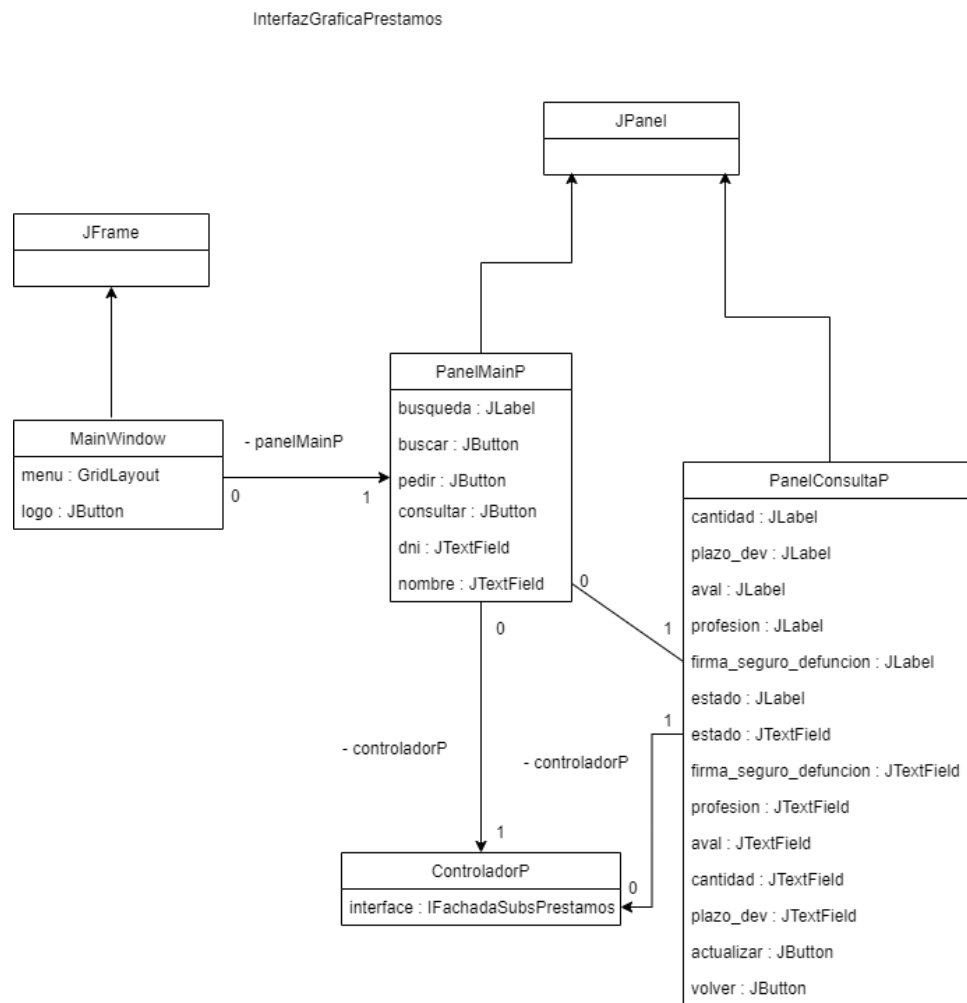 InterfazGraficaPrestamos
JPanel
JFrame
PanelMainP
busqueda : JLabel
buscar : JButton
pedir : JButton
consultar : JButton
dni : JTextField
nombre : JTextField
MainWindow
menu : GridLayout
logo : JButton
- panelMainP
0
1
PanelConsultaP
cantidad : JLabel
plazo_dev : JLabel
aval : JLabel
profesion : JLabel
firma_seguro_defuncion : JLabel
estado : JLabel
estado : JTextField
firma_seguro_defuncion : JTextField
profesion : JTextField
aval : JTextField
cantidad : JTextField
plazo_dev : JTextField
actualizar : JButton
volver : JButton
0
1
0
1
- controladorP
- controladorP
1
0
ControladorP
interface : IFachadaSubsPrestamos